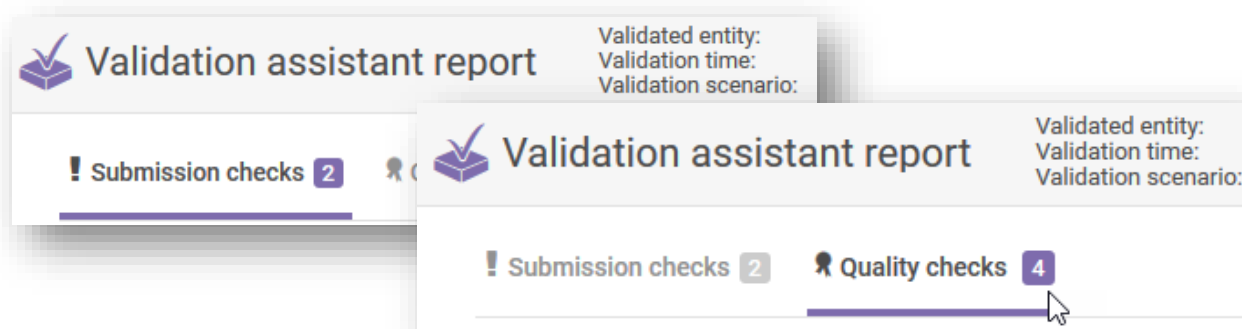 Validation assistant report
Validated entity:
Validation time:
Validation scenario:
Submission checks 2
Validation assistant report
Validated entity:
Validation time:
Validation scenario:
Submission checks 2
Quality checks 4